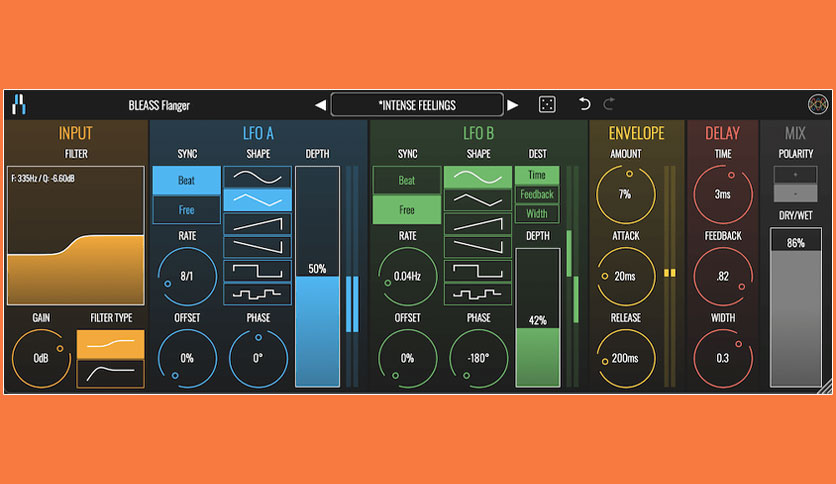 BLEASS Flanger
*INTENSE FEELINGS
INPUT
FILTER
F: 335Hz / Q: -6.60dB
GAIN
0dB
FILTER TYPE
LFO A
SYNC
Beat
Free
SHAPE
DEPTH
50%
RATE
8/1
OFFSET
0%
PHASE
0°
LFO B
SYNC
Beat
Free
SHAPE
DEST
Time
Feedback
Width
DEPTH
42%
RATE
0.04Hz
OFFSET
0%
PHASE
-180°
ENVELOPE
AMOUNT
7%
ATTACK
20ms
RELEASE
200ms
DELAY
TIME
3ms
FEEDBACK
.82
WIDTH
0.3
MIX
POLARITY
+
-
DRY/WET
86%